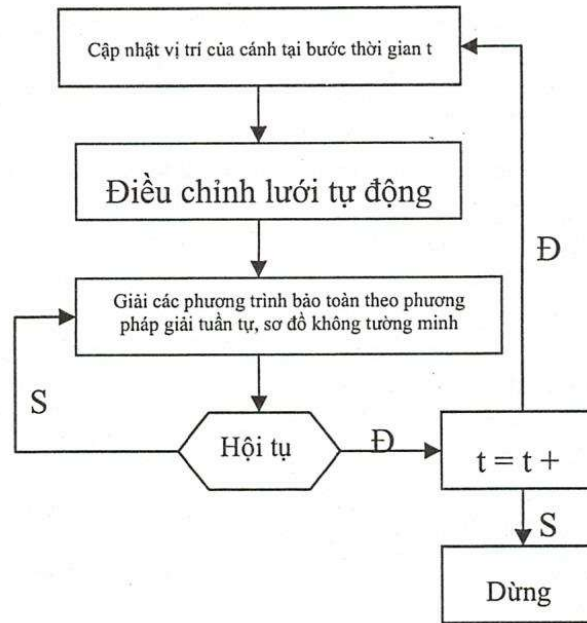 Cập nhật vị trí của cánh tại bước thời gian t
Điều chỉnh lưới tự động
Đ
Giải các phương trình bảo toàn theo phương
pháp giải tuần tự, sơ đồ không tường minh
S
Hội tụ
Đ
t = t +
S
Dừng